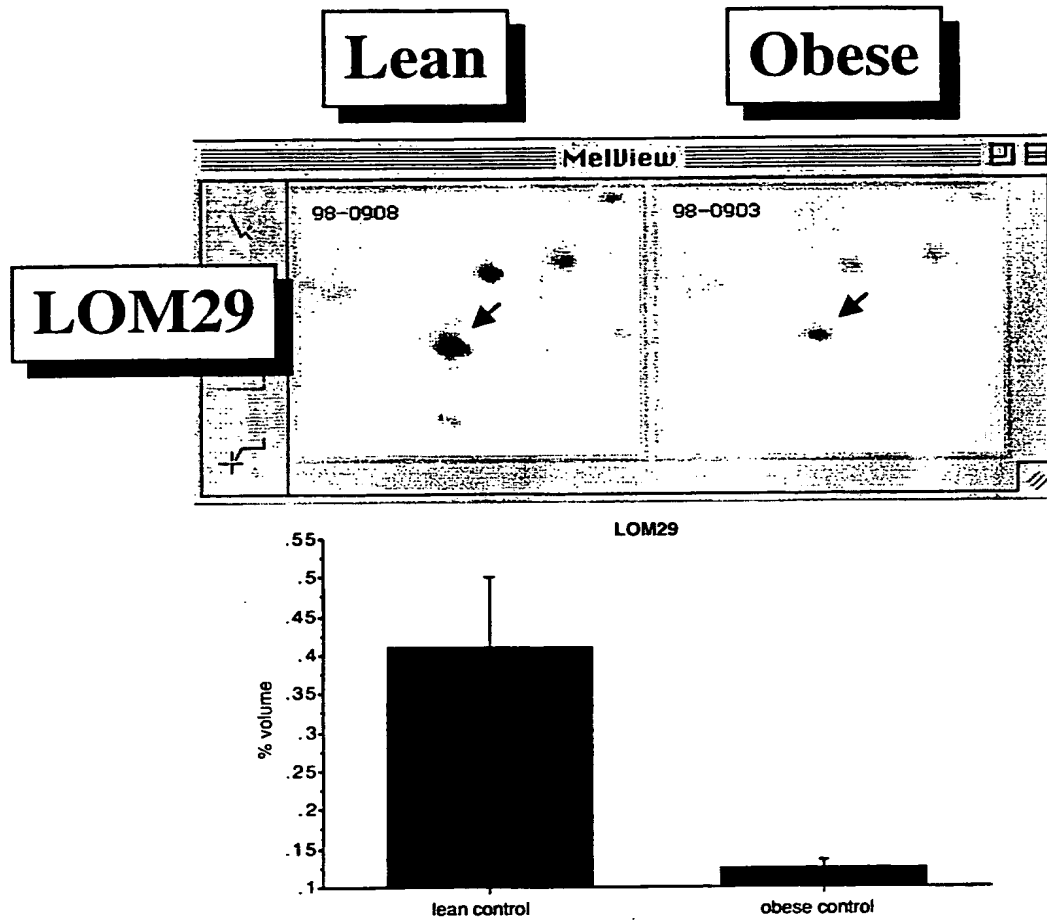 Lean
Obese
MelView
98-0908
98-0903
LOM29
LOM29
.55
.5
.45
.4
.35
.3
.25
.2
.15
.1
% volume
lean control
obese control